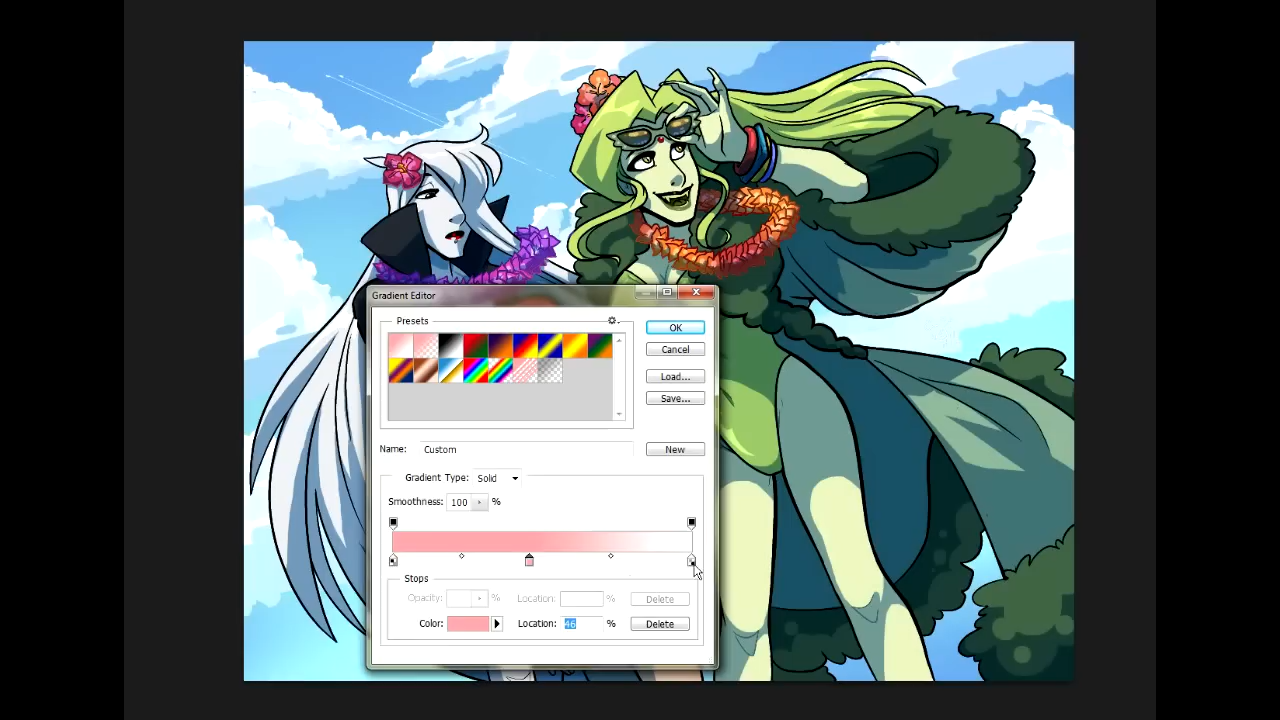 Gradient Editor
Presets
OK
Cancel
Load...
Save...
Name: Custom
New
Gradient Type: Solid
Smoothness: 100 %
Stops
Opacity: % Location: % Delete
Color: Location: 46 % Delete